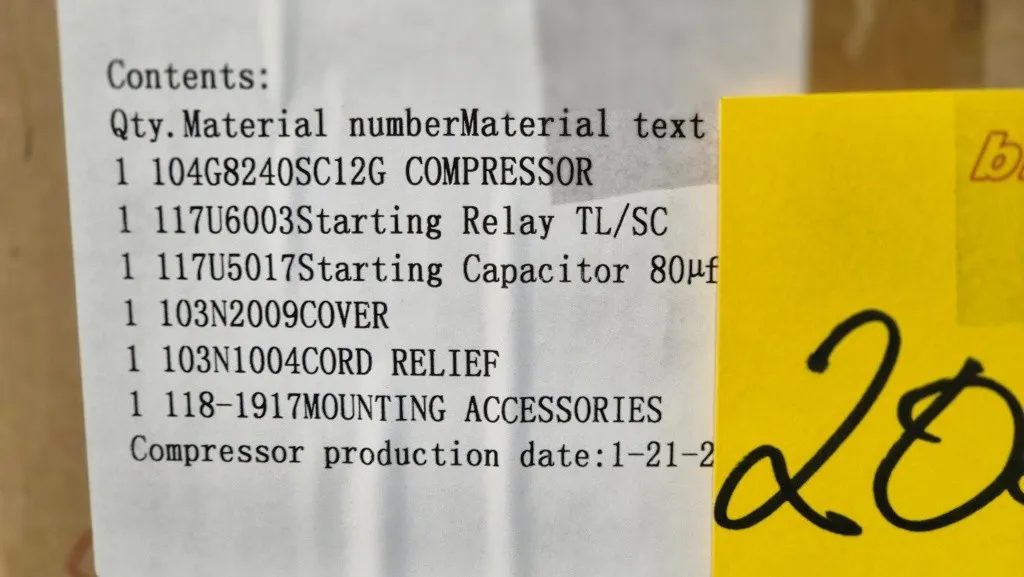 Contents:
Qty.Material numberMaterial text
1 104G8240SC12G COMPRESSOR
1 117U6003Starting Relay TL/SC
1 117U5017Starting Capacitor 80µf
1 103N2009COVER
1 103N1004CORD RELIEF
1 118-1917MOUNTING ACCESSORIES
Compressor production date:1-21-2
20